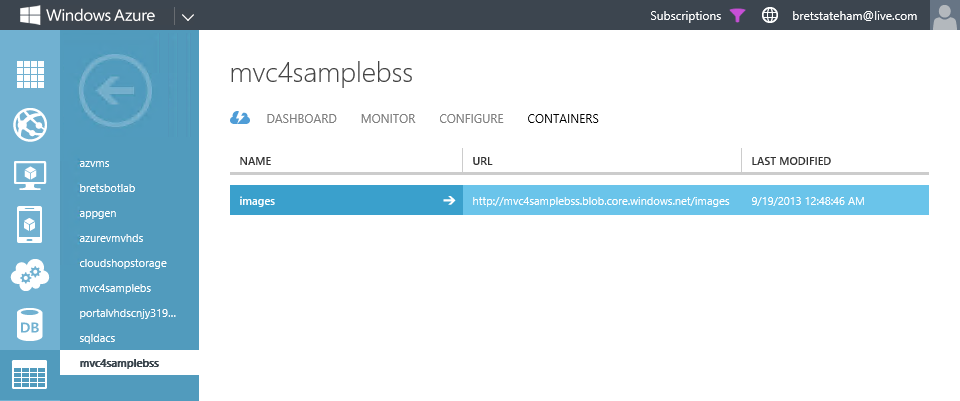 Windows Azure
Subscriptions
bretstateham@live.com
azvms
bretsbotlab
appgen
azurevmvhds
cloudshopstorage
mvc4samplebs
portalvhdscnjy319...
sqldacs
mvc4samplebss
DB
mvc4samplebss
DASHBOARD MONITOR CONFIGURE CONTAINERS
NAME URL LAST MODIFIED
images http://mvc4samplebss.blob.core.windows.net/images 9/19/2013 12:48:46 AM